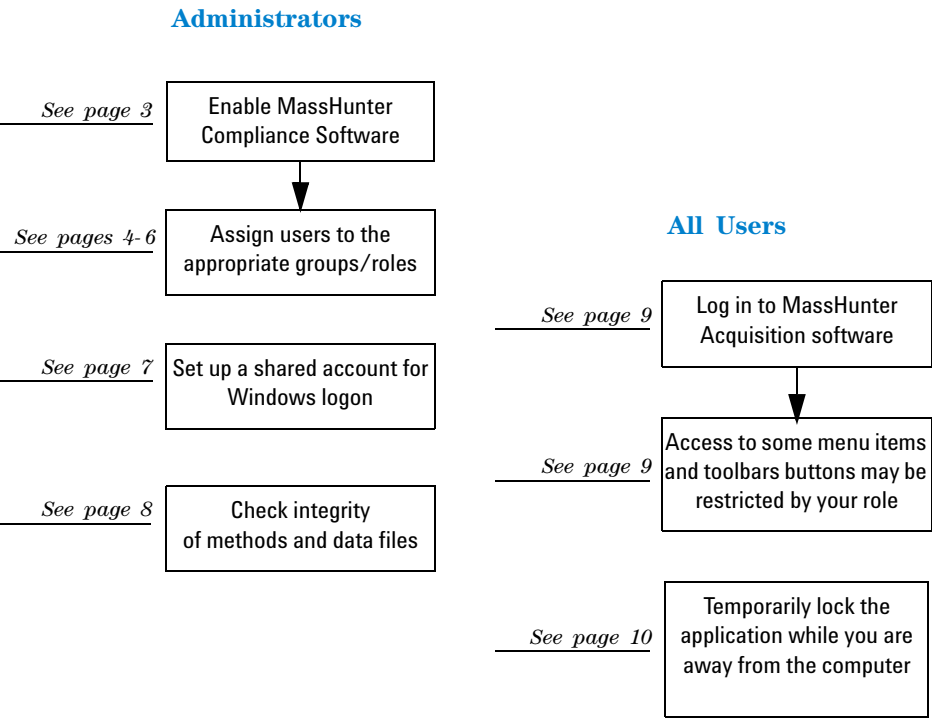 Administrators
See page 3
Enable MassHunter
Compliance Software
See pages 4-6
Assign users to the
appropriate groups/roles
See page 7
Set up a shared account for
Windows logon
See page 8
Check integrity
of methods and data files
All Users
See page 9
Log in to MassHunter
Acquisition software
See page 9
Access to some menu items
and toolbars buttons may be
restricted by your role
See page 10
Temporarily lock the
application while you are
away from the computer